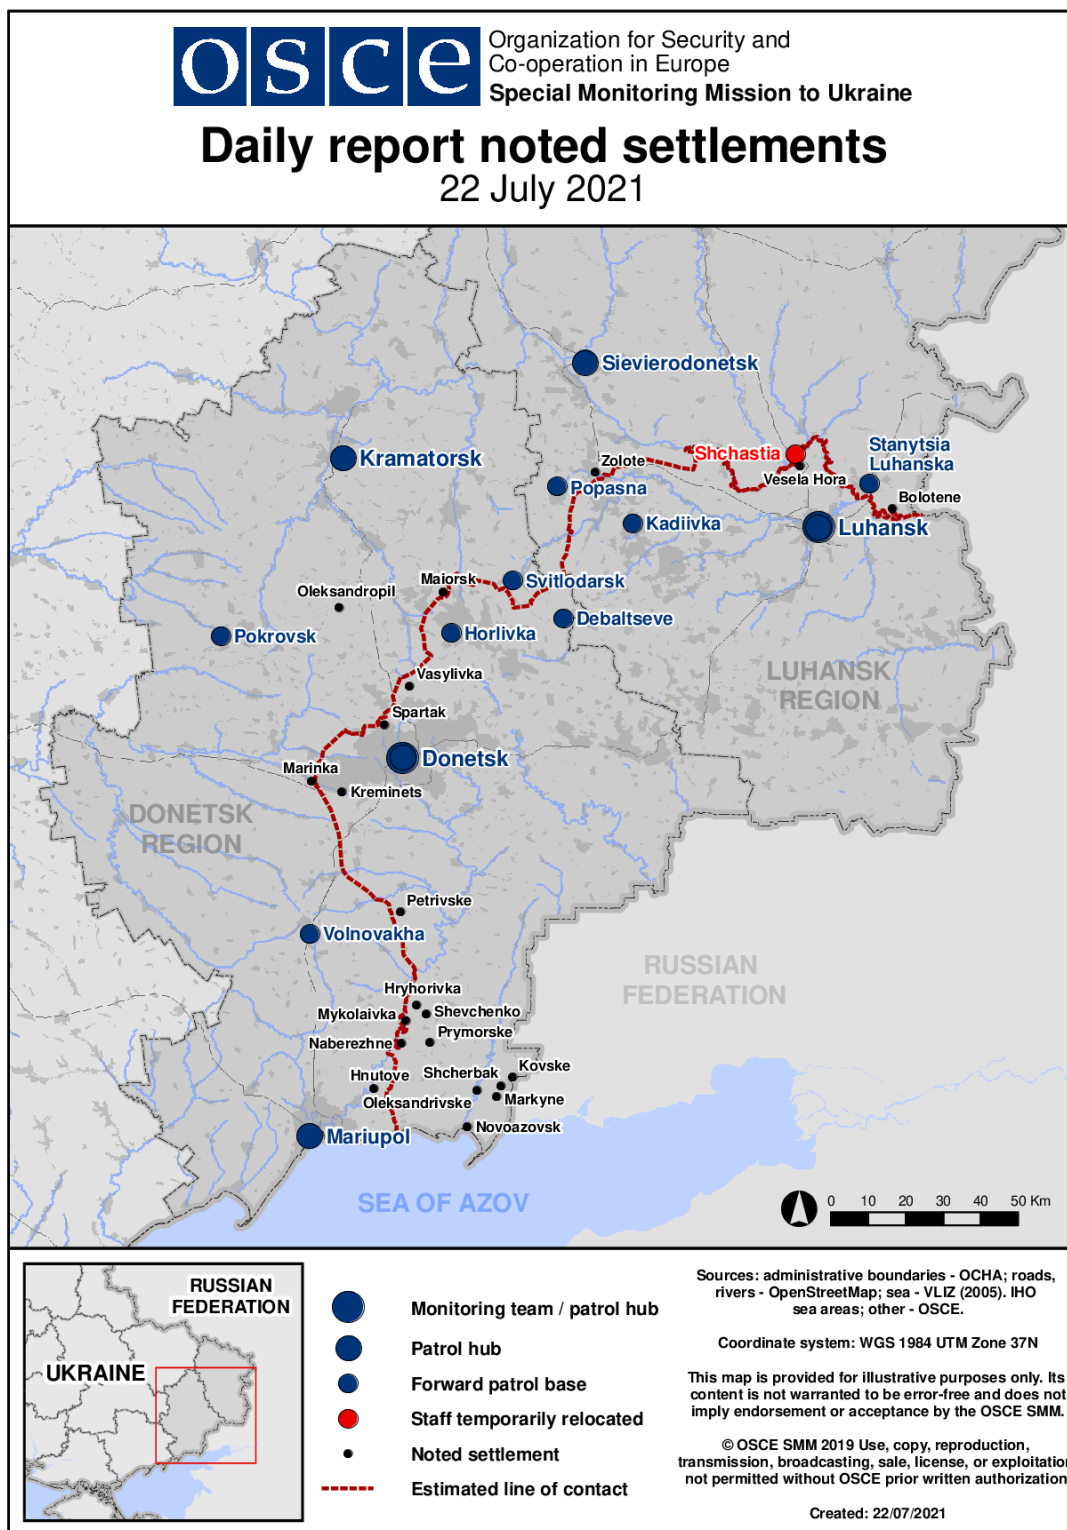 osce
Organization for Security and
Co-operation in Europe
Special Monitoring Mission to Ukraine
Daily report noted settlements
22 July 2021
Sievierodonetsk
Kramatorsk
Shchastia
Stanytsia
Luhanska
Zolote
Vesela Hora
Popasna
Bolotene
Kadiivka
Luhansk
Maiorsk
Svitlodarsk
Oleksandropil
Debaltseve
Pokrovsk
Horlivka
LUHANSK
REGION
Vasylivka
Spartak
Donetsk
Marinka
Kreminets
DONETSK
REGION
Petrivske
Volnovakha
RUSSIAN
FEDERATION
Hryhorivka
Mykolaivka
Shevchenko
Prymorske
Naberezhne
Kovske
Hnutove
Shcherbak
Oleksandrivske
Markyne
Novoazovsk
Mariupol
SEA OF AZOV
0 10 20 30 40 50 Km
RUSSIAN
FEDERATION
UKRAINE
Monitoring team / patrol hub
Patrol hub
Forward patrol base
Staff temporarily relocated
Noted settlement
Estimated line of contact
Sources: administrative boundaries - OCHA; roads,
rivers - OpenStreetMap; sea - VLIZ (2005). IHO
sea areas; other - OSCE.
Coordinate system: WGS 1984 UTM Zone 37N
This map is provided for illustrative purposes only. Its
content is not warranted to be error-free and does not
imply endorsement or acceptance by the OSCE SMM.
© OSCE SMM 2019 Use, copy, reproduction,
transmission, broadcasting, sale, license, or exploitation
not permitted without OSCE prior written authorization
Created: 22/07/2021